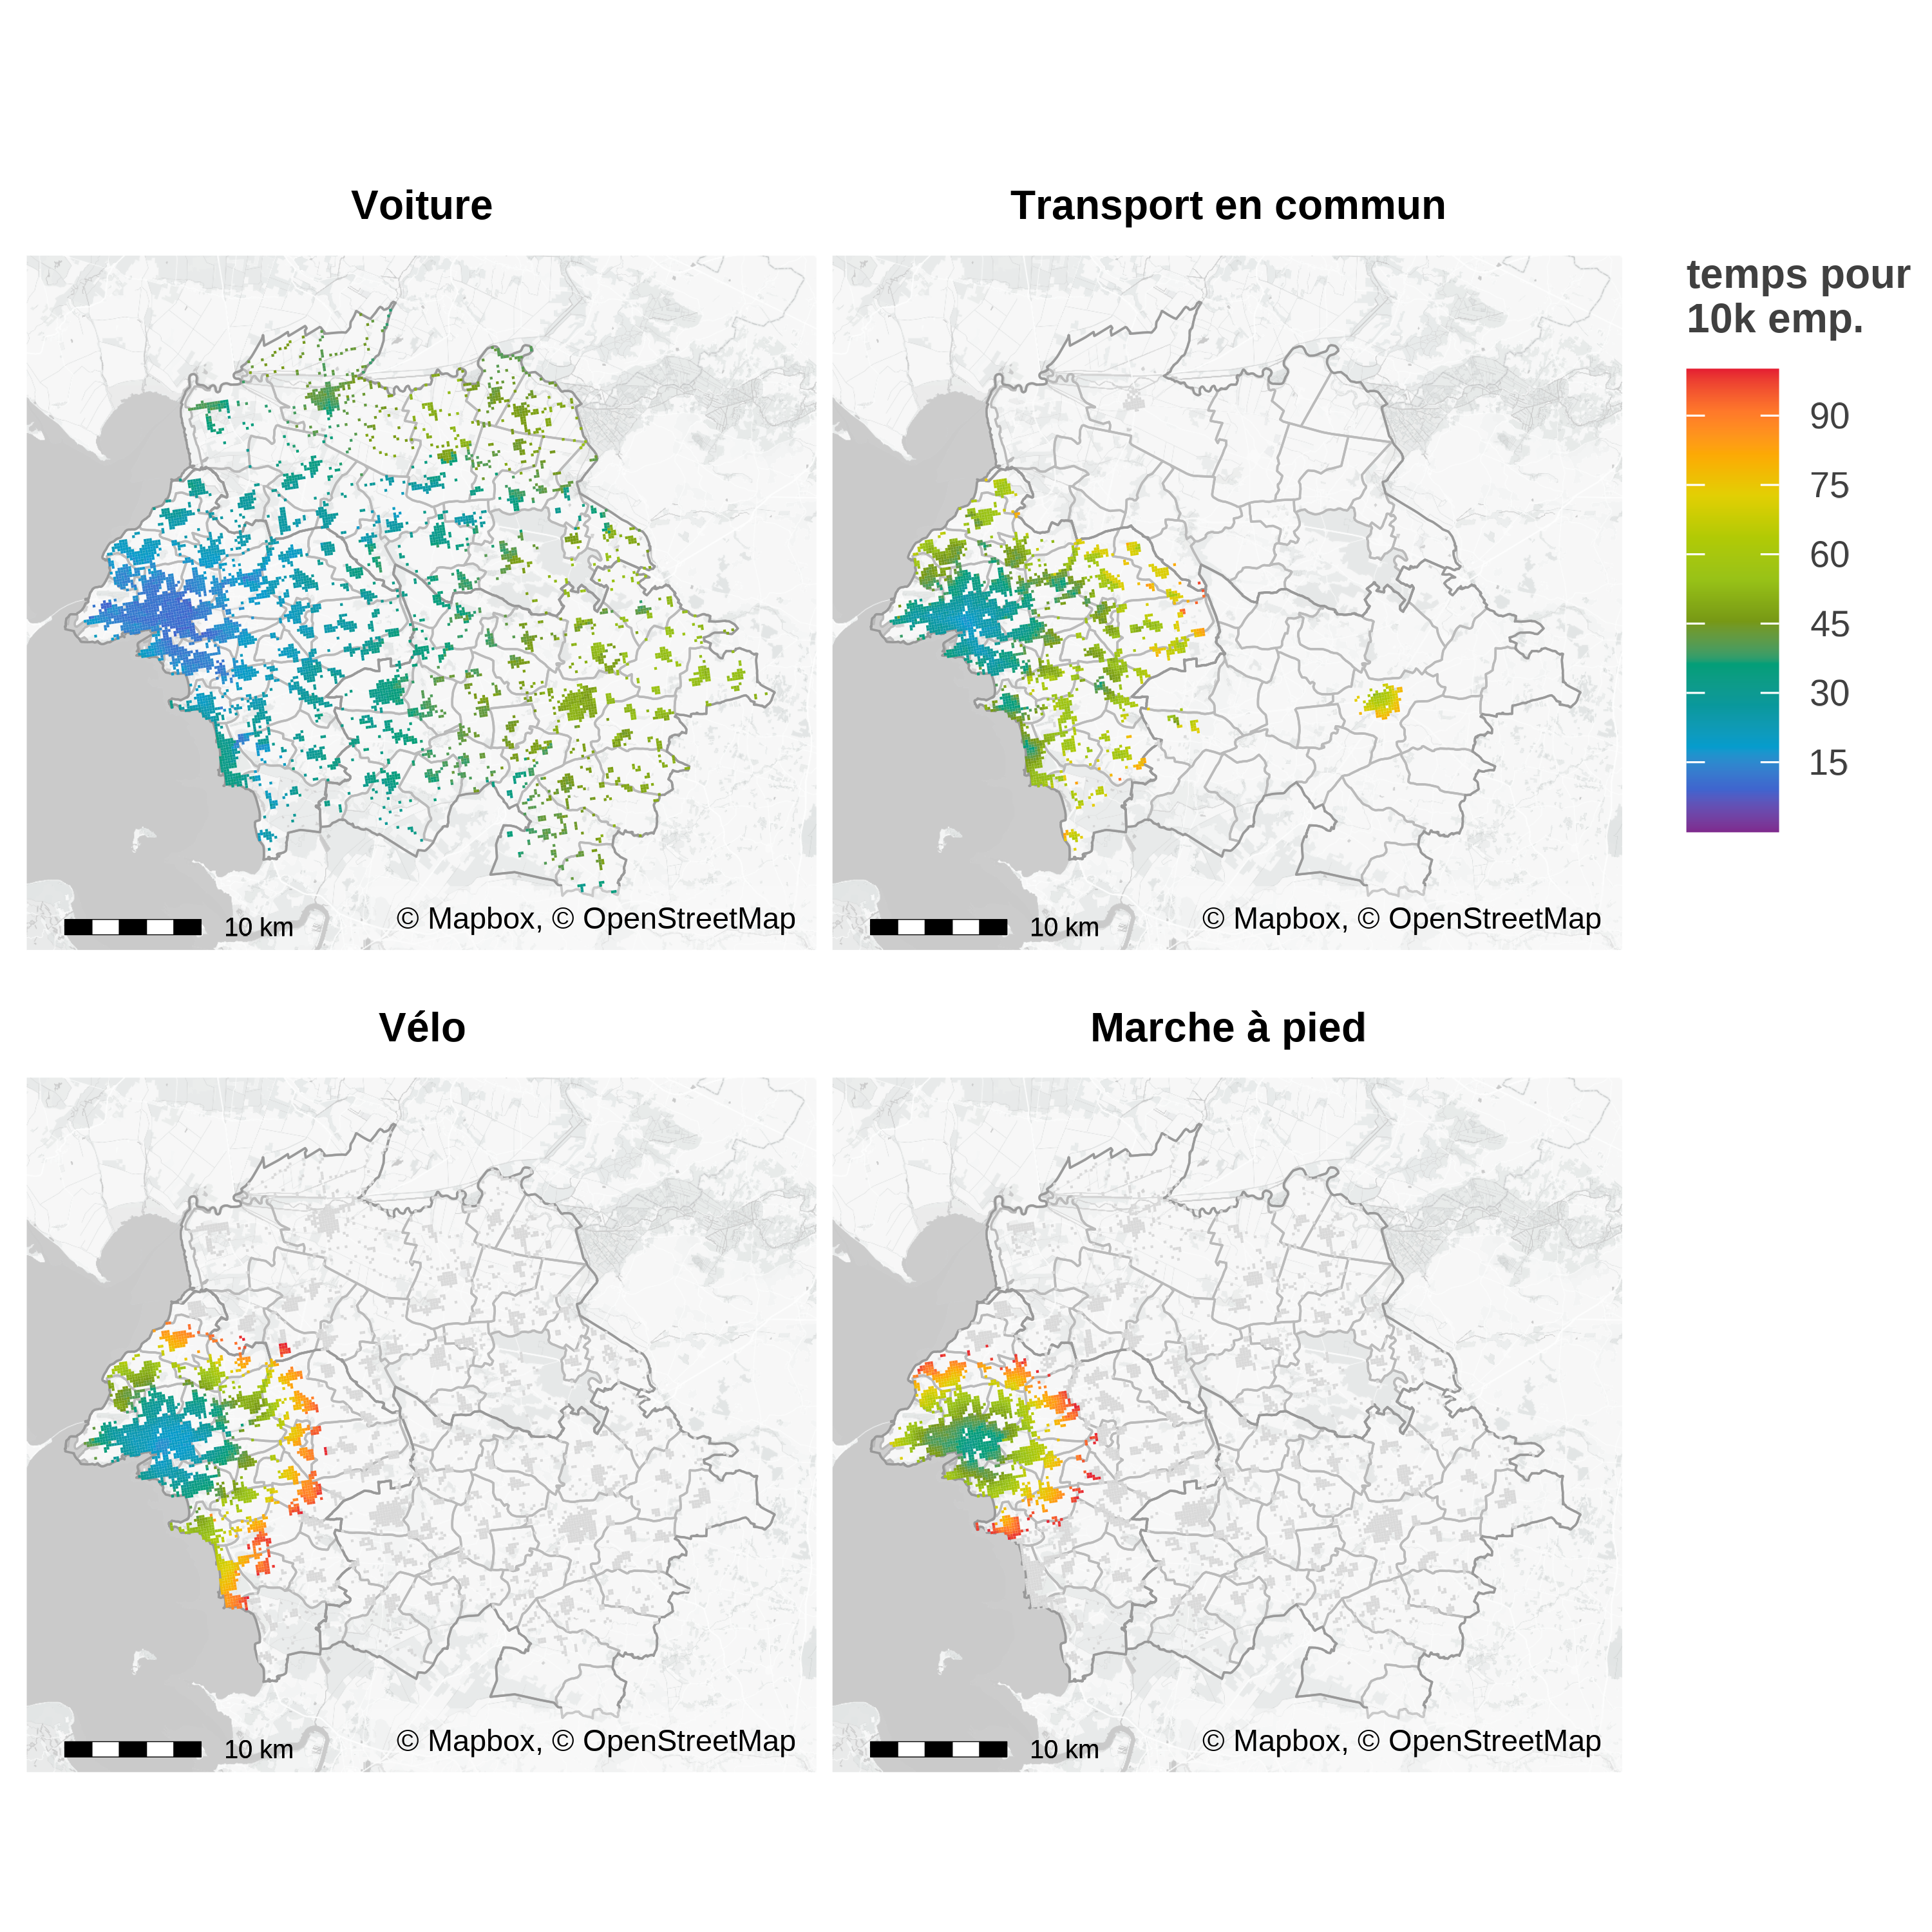 Voiture
Transport en commun
temps pour
10k emp.
90
75
60
45
30
15
10 km
© Mapbox, © OpenStreetMap
10 km
© Mapbox, © OpenStreetMap
Vélo
Marche à pied
10 km
© Mapbox, © OpenStreetMap
10 km
© Mapbox, © OpenStreetMap